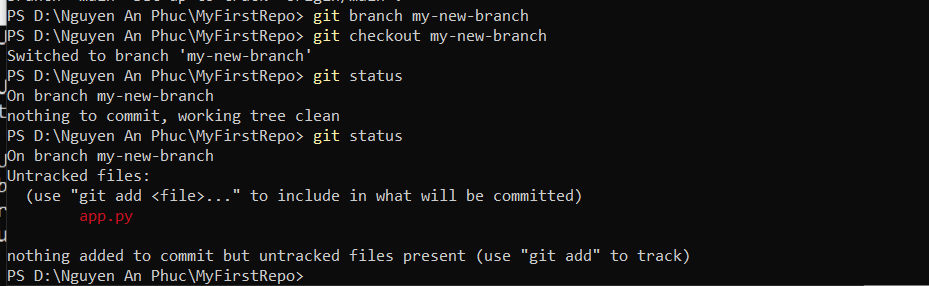 PS D:\Nguyen An Phuc\MyFirstRepo> git branch my-new-branch
PS D:\Nguyen An Phuc\MyFirstRepo> git checkout my-new-branch
Switched to branch 'my-new-branch'
PS D:\Nguyen An Phuc\MyFirstRepo> git status
On branch my-new-branch
nothing to commit, working tree clean
PS D:\Nguyen An Phuc\MyFirstRepo> git status
On branch my-new-branch
Untracked files:
  (use "git add <file>..." to include in what will be committed)
        app.py

nothing added to commit but untracked files present (use "git add" to track)
PS D:\Nguyen An Phuc\MyFirstRepo>